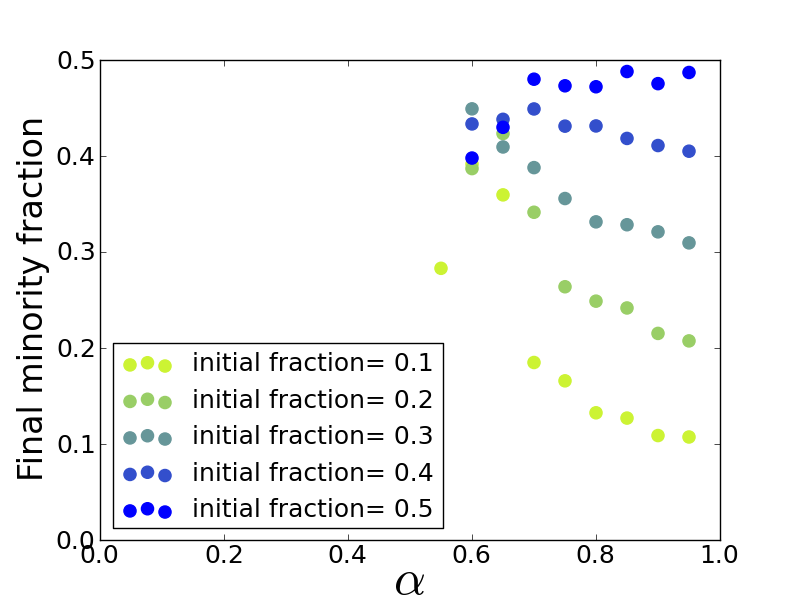 0.5
0.4
0.3
0.2
0.1
0.0
Final minority fraction
initial fraction= 0.1
initial fraction= 0.2
initial fraction= 0.3
initial fraction= 0.4
initial fraction= 0.5
0.0 0.2 0.4 0.6 0.8 1.0
α